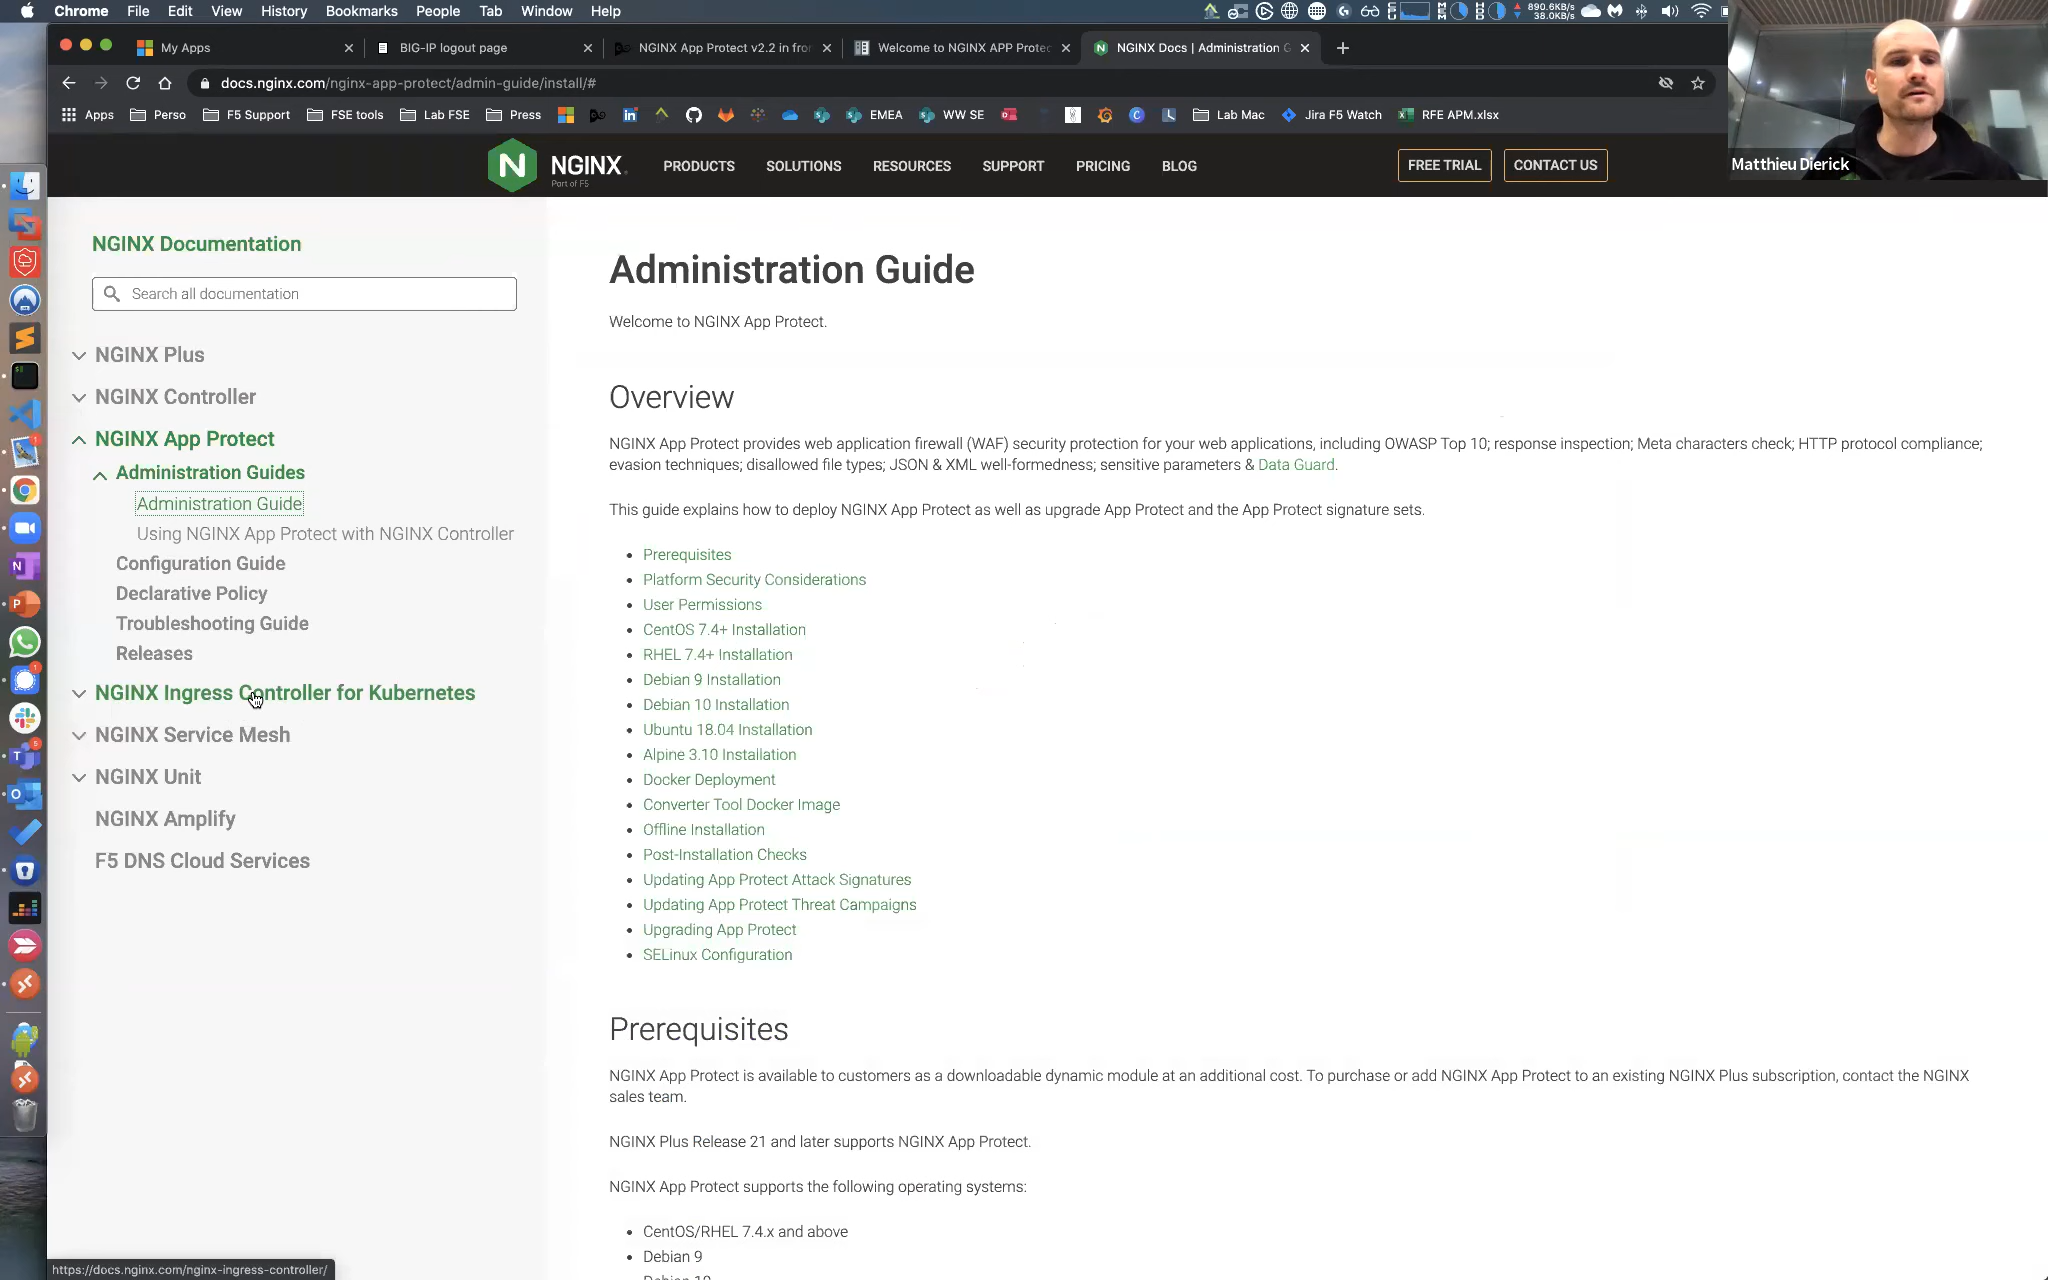 Chrome File Edit View History Bookmarks People Tab Window Help
890.6KB/s
38.0KB/s
My Apps
BIG-IP logout page
NGINX App Protect v2.2 in fro
Welcome to NGINX APP Protec
NGINX Docs | Administration G
docs.nginx.com/nginx-app-protect/admin-guide/install/#
Apps Perso F5 Support FSE tools Lab FSE Press EMEA WW SE Lab Mac Jira F5 Watch RFE APM.xlsx
NGINX
Part of F5
PRODUCTS SOLUTIONS RESOURCES SUPPORT PRICING BLOG
FREE TRIAL CONTACT US
Matthieu Dierick
NGINX Documentation
Search all documentation
NGINX Plus
NGINX Controller
NGINX App Protect
Administration Guides
Administration Guide
Using NGINX App Protect with NGINX Controller
Configuration Guide
Declarative Policy
Troubleshooting Guide
Releases
NGINX Ingress Controller for Kubernetes
NGINX Service Mesh
NGINX Unit
NGINX Amplify
F5 DNS Cloud Services
Administration Guide
Welcome to NGINX App Protect.
Overview
NGINX App Protect provides web application firewall (WAF) security protection for your web applications, including OWASP Top 10; response inspection; Meta characters check; HTTP protocol compliance;
evasion techniques; disallowed file types; JSON & XML well-formedness; sensitive parameters & Data Guard.
This guide explains how to deploy NGINX App Protect as well as upgrade App Protect and the App Protect signature sets.
Prerequisites
Platform Security Considerations
User Permissions
CentOS 7.4+ Installation
RHEL 7.4+ Installation
Debian 9 Installation
Debian 10 Installation
Ubuntu 18.04 Installation
Alpine 3.10 Installation
Docker Deployment
Converter Tool Docker Image
Offline Installation
Post-Installation Checks
Updating App Protect Attack Signatures
Updating App Protect Threat Campaigns
Upgrading App Protect
SELinux Configuration
Prerequisites
NGINX App Protect is available to customers as a downloadable dynamic module at an additional cost. To purchase or add NGINX App Protect to an existing NGINX Plus subscription, contact the NGINX
sales team.
NGINX Plus Release 21 and later supports NGINX App Protect.
NGINX App Protect supports the following operating systems:
CentOS/RHEL 7.4.x and above
Debian 9
Debian 10
https://docs.nginx.com/nginx-ingress-controller/